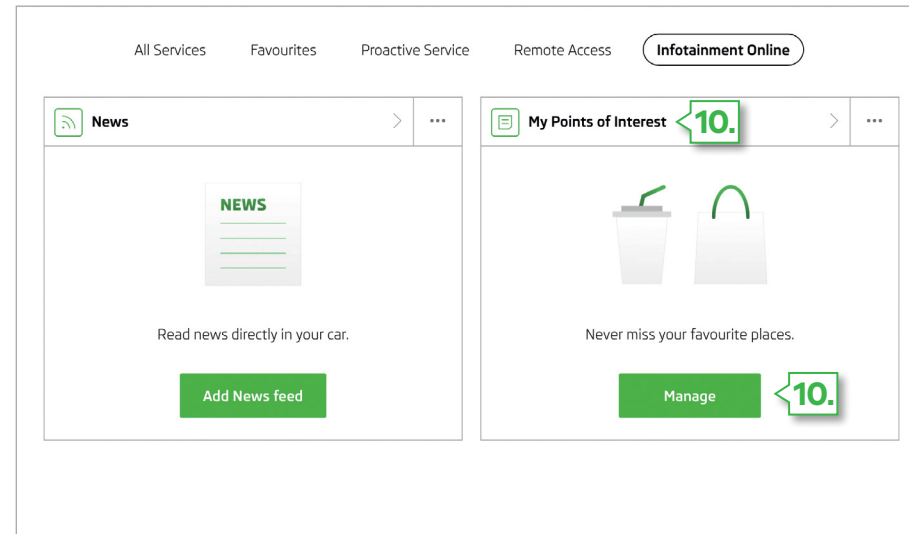 All Services Favourites Proactive Service Remote Access Infotainment Online
News
...
My Points of Interest
10.
...
NEWS
Read news directly in your car.
Add News feed
Never miss your favourite places.
Manage
10.